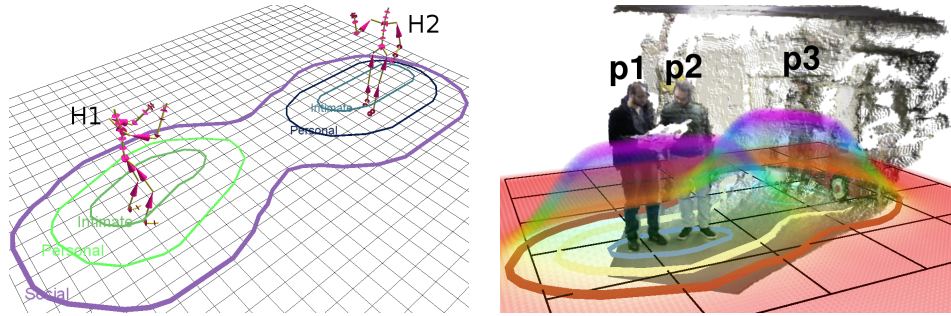 H2
H1
Intimate
Personal
Intimate
Personal
Social
p1
p2
p3